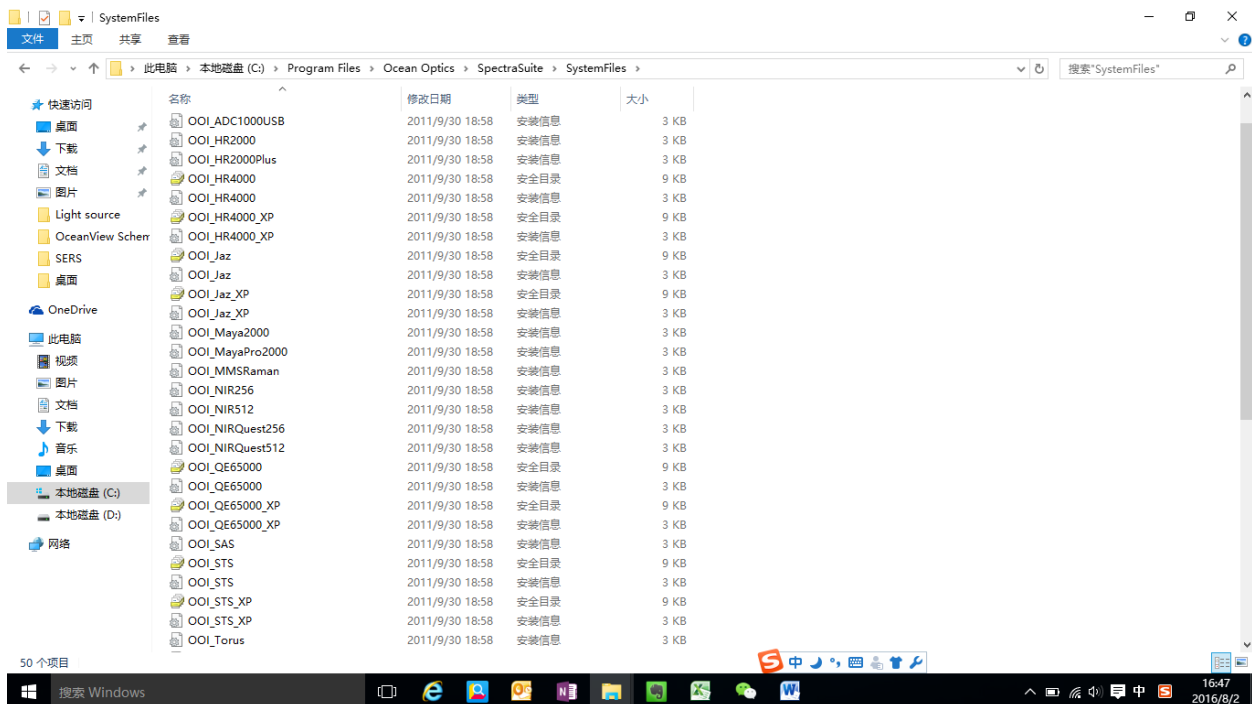 SystemFiles
文件 主页 共享 查看
此电脑 本地磁盘 (C:) Program Files Ocean Optics SpectraSuite SystemFiles 搜索"SystemFiles"
快速访问
桌面
下载
文档
图片
Light source
OceanView Schem
SERS
桌面
OneDrive
此电脑
视频
图片
文档
下载
音乐
桌面
本地磁盘 (C:)
本地磁盘 (D:)
网络
名称 修改日期 类型 大小
OOI_ADC1000USB 2011/9/30 18:58 安装信息 3 KB
OOI_HR2000 2011/9/30 18:58 安装信息 3 KB
OOI_HR2000Plus 2011/9/30 18:58 安装信息 3 KB
OOI_HR4000 2011/9/30 18:58 安全目录 9 KB
OOI_HR4000 2011/9/30 18:58 安装信息 3 KB
OOI_HR4000_XP 2011/9/30 18:58 安全目录 9 KB
OOI_HR4000_XP 2011/9/30 18:58 安装信息 3 KB
OOI_Jaz 2011/9/30 18:58 安全目录 9 KB
OOI_Jaz 2011/9/30 18:58 安装信息 3 KB
OOI_Jaz_XP 2011/9/30 18:58 安全目录 9 KB
OOI_Jaz_XP 2011/9/30 18:58 安装信息 3 KB
OOI_Maya2000 2011/9/30 18:58 安装信息 3 KB
OOI_MayaPro2000 2011/9/30 18:58 安装信息 3 KB
OOI_MMSRaman 2011/9/30 18:58 安装信息 3 KB
OOI_NIR256 2011/9/30 18:58 安装信息 3 KB
OOI_NIR512 2011/9/30 18:58 安装信息 3 KB
OOI_NIRQuest256 2011/9/30 18:58 安装信息 3 KB
OOI_NIRQuest512 2011/9/30 18:58 安装信息 3 KB
OOI_QE65000 2011/9/30 18:58 安全目录 9 KB
OOI_QE65000 2011/9/30 18:58 安装信息 3 KB
OOI_QE65000_XP 2011/9/30 18:58 安全目录 9 KB
OOI_QE65000_XP 2011/9/30 18:58 安装信息 3 KB
OOI_SAS 2011/9/30 18:58 安装信息 3 KB
OOI_STS 2011/9/30 18:58 安全目录 9 KB
OOI_STS 2011/9/30 18:58 安装信息 3 KB
OOI_STS_XP 2011/9/30 18:58 安全目录 9 KB
OOI_STS_XP 2011/9/30 18:58 安装信息 3 KB
OOI_Torus 2011/9/30 18:58 安装信息 3 KB
50 个项目
中
搜索 Windows
中
16:47
2016/8/2